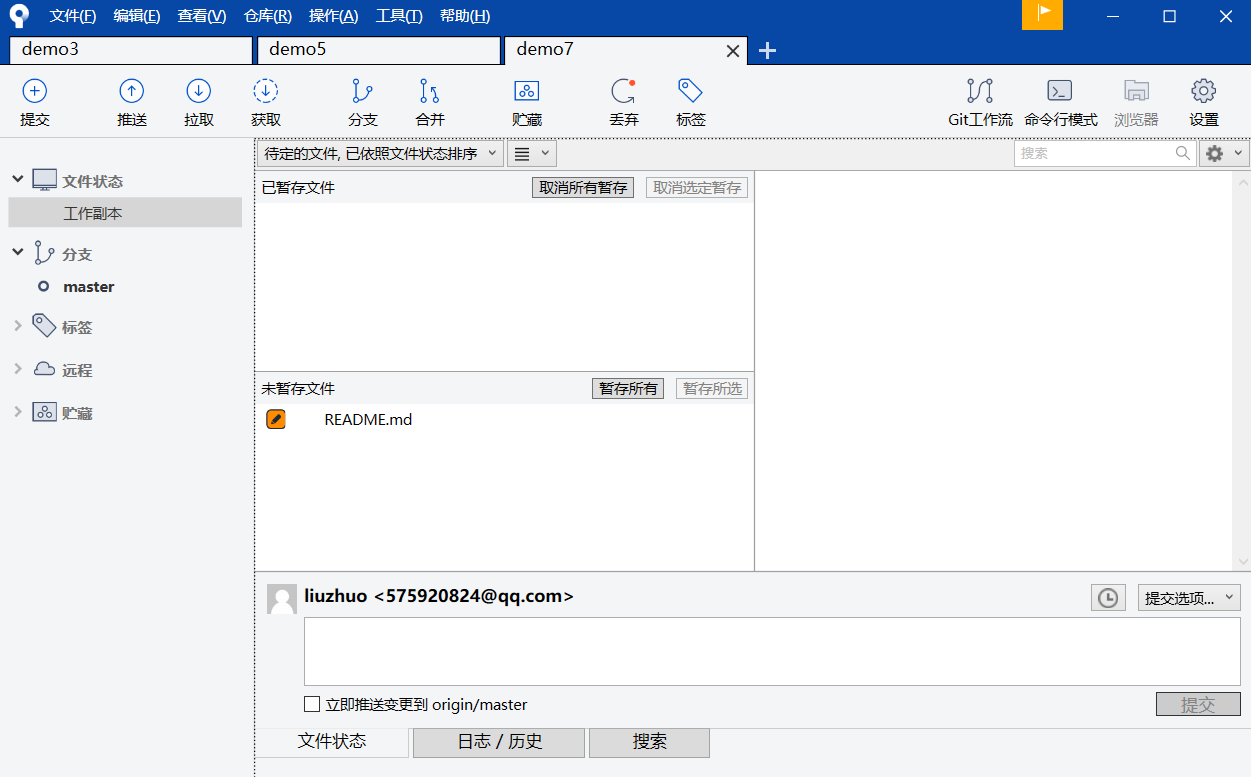 文件(F) 编辑(E) 查看(V) 仓库(R) 操作(A) 工具(T) 帮助(H)
demo3 demo5 demo7
提交 推送 拉取 获取 分支 合并 贮藏 丢弃 标签 Git工作流 命令行模式 浏览器 设置
待定的文件, 已依照文件状态排序 搜索
文件状态
工作副本
分支
master
标签
远程
贮藏
已暂存文件 取消所有暂存 取消选定暂存
未暂存文件 暂存所有 暂存所选
README.md
liuzhuo <575920824@qq.com> 提交选项...
立即推送变更到 origin/master 提交
文件状态 日志 / 历史 搜索